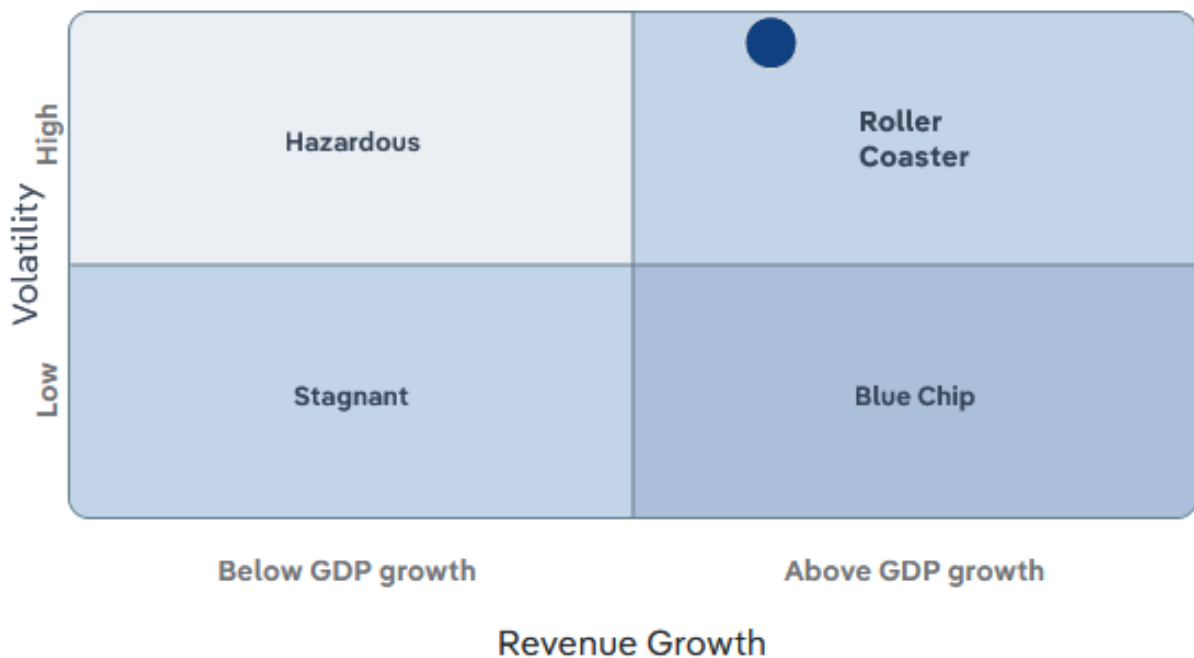 High
Volatility
Low
Hazardous
Roller
Coaster
Stagnant
Blue Chip
Below GDP growth
Above GDP growth
Revenue Growth